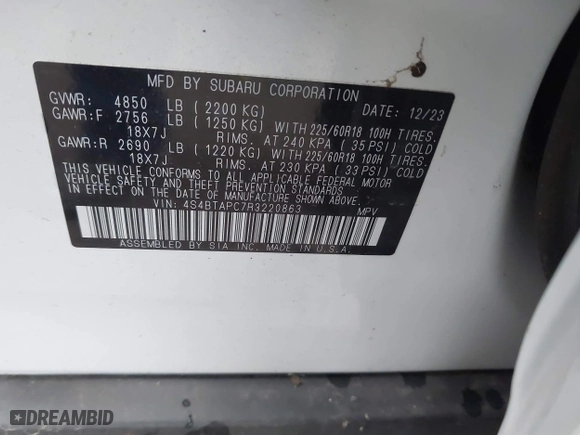 MFD BY SUBARU CORPORATION
GVWR: 4850 LB ( 2200 KG) DATE: 12/23
GAWR:F 2756 LB ( 1250 KG) WITH 225/60R18 100H TIRES.
18X7J RIMS. AT 240 KPA ( 35 PSI) COLD
GAWR:R 2690 LB ( 1220 KG) WITH 225/60R18 100H TIRES.
18X7J RIMS. AT 230 KPA ( 33 PSI) COLD
THIS VEHICLE CONFORMS TO ALL APPLICABLE FEDERAL MOTOR
VEHICLE SAFETY AND THEFT PREVENTION STANDARDS
IN EFFECT ON THE DATE OF MANUFACTURE SHOWN ABOVE.
VIN: 4S4BTAPC7R3220863 MPV
ASSEMBLED BY SIA INC. MADE IN U.S.A.
DREAMBID